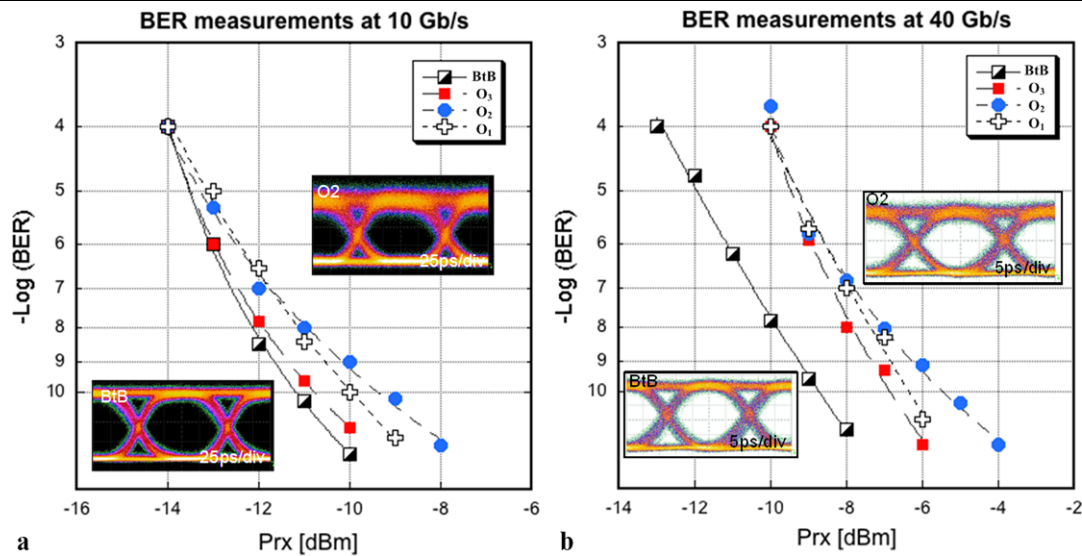 BER measurements at 10 Gb/s
3
4
5
6
7
8
9
10
-Log (BER)
BtB
O3
O2
O1
O2
25ps/div
BtB
25ps/div
-16 -14 -12 -10 -8 -6
a
Prx [dBm]
BER measurements at 40 Gb/s
3
4
5
6
7
8
9
10
-Log (BER)
BtB
O3
O2
O1
O2
5ps/div
BtB
5ps/div
-14 -12 -10 -8 -6 -4 -2
b
Prx [dBm]